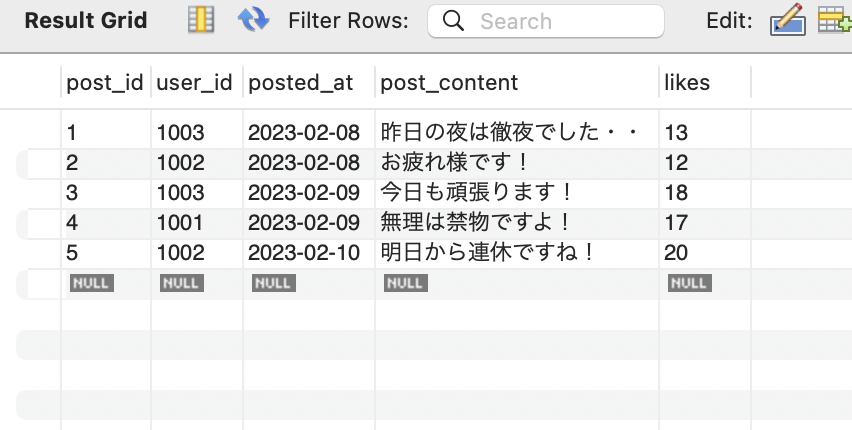 Result Grid Filter Rows: Search Edit:
post_id user_id posted_at post_content likes
1 1003 2023-02-08 昨日の夜は徹夜でした・・ 13
2 1002 2023-02-08 お疲れ様です！ 12
3 1003 2023-02-09 今日も頑張ります！ 18
4 1001 2023-02-09 無理は禁物ですよ！ 17
5 1002 2023-02-10 明日から連休ですね！ 20
NULL NULL NULL NULL NULL